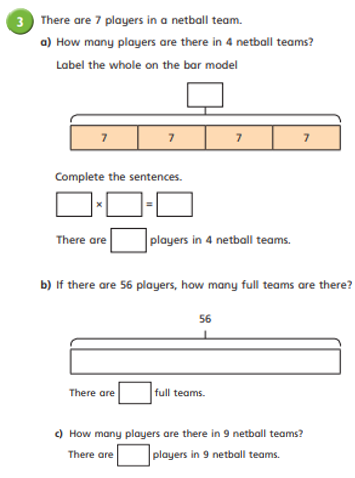 3 There are 7 players in a netball team.
a) How many players are there in 4 netball teams?
Label the whole on the bar model
7 7 7 7
Complete the sentences.
× =
There are players in 4 netball teams.
b) If there are 56 players, how many full teams are there?
56
There are full teams.
c) How many players are there in 9 netball teams?
There are players in 9 netball teams.